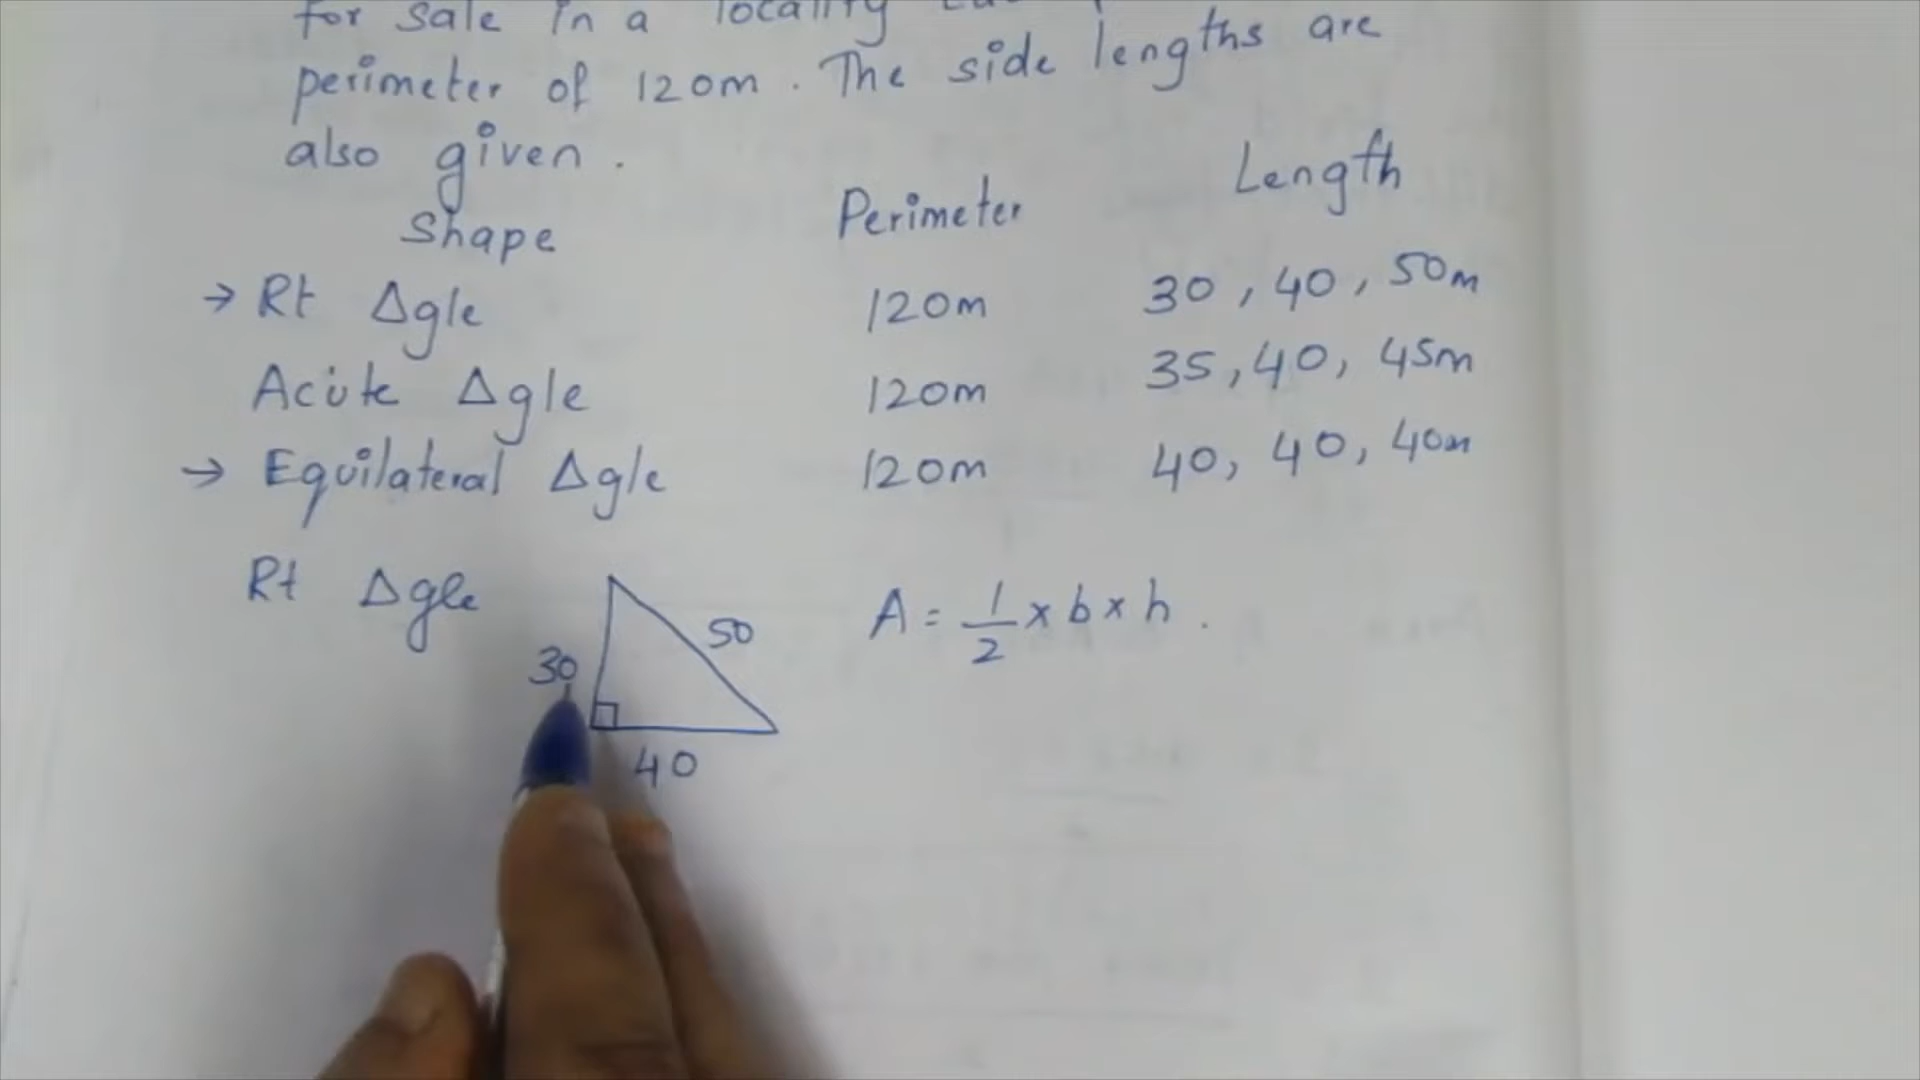 for sale in a locality
perimeter of 120m. The side lengths are
also given.
Shape Perimeter Length
→ Rt Δgle 120m 30, 40, 50m
Acute Δgle 120m 35, 40, 45m
→ Equilateral Δgle 120m 40, 40, 40m
Rt Δgle
50
30
40
A = 1/2 × b × h.